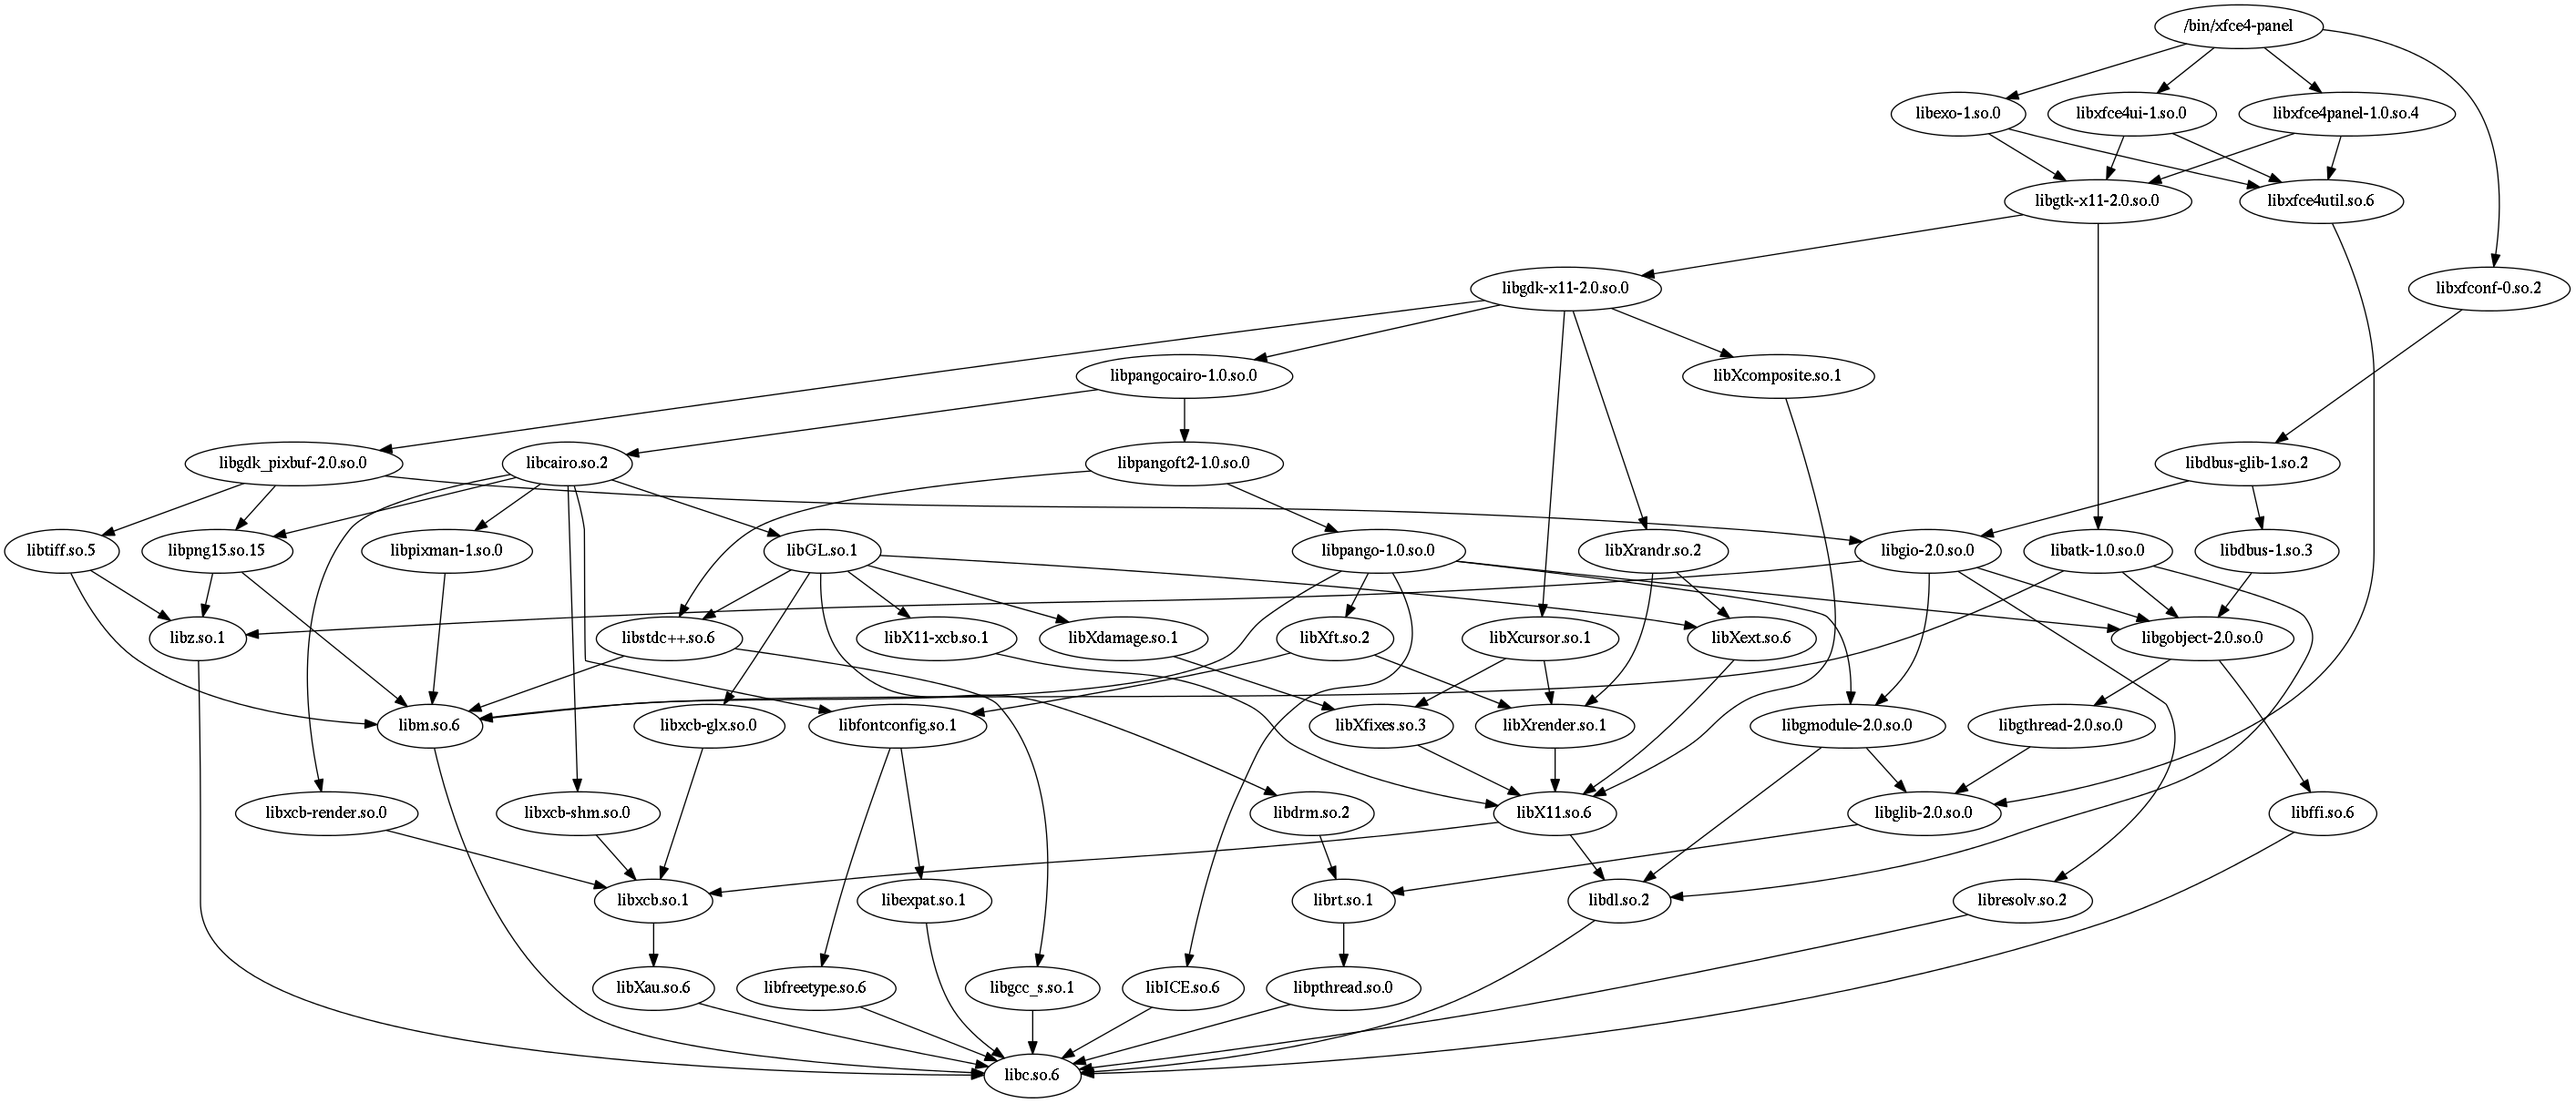 /bin/xfce4-panel
libexo-1.so.0
libxfce4ui-1.so.0
libxfce4panel-1.0.so.4
libgtk-x11-2.0.so.0
libxfce4util.so.6
libgdk-x11-2.0.so.0
libxfconf-0.so.2
libpangocairo-1.0.so.0
libXcomposite.so.1
libgdk_pixbuf-2.0.so.0
libcairo.so.2
libpangoft2-1.0.so.0
libdbus-glib-1.so.2
libtiff.so.5
libpng15.so.15
libpixman-1.so.0
libGL.so.1
libpango-1.0.so.0
libXrandr.so.2
libgio-2.0.so.0
libatk-1.0.so.0
libdbus-1.so.3
libz.so.1
libstdc++.so.6
libX11-xcb.so.1
libXdamage.so.1
libXft.so.2
libXcursor.so.1
libXext.so.6
libgobject-2.0.so.0
libm.so.6
libxcb-glx.so.0
libfontconfig.so.1
libXfixes.so.3
libXrender.so.1
libgmodule-2.0.so.0
libgthread-2.0.so.0
libxcb-render.so.0
libxcb-shm.so.0
libdrm.so.2
libX11.so.6
libglib-2.0.so.0
libffi.so.6
libxcb.so.1
libexpat.so.1
librt.so.1
libdl.so.2
libresolv.so.2
libXau.so.6
libfreetype.so.6
libgcc_s.so.1
libICE.so.6
libpthread.so.0
libc.so.6